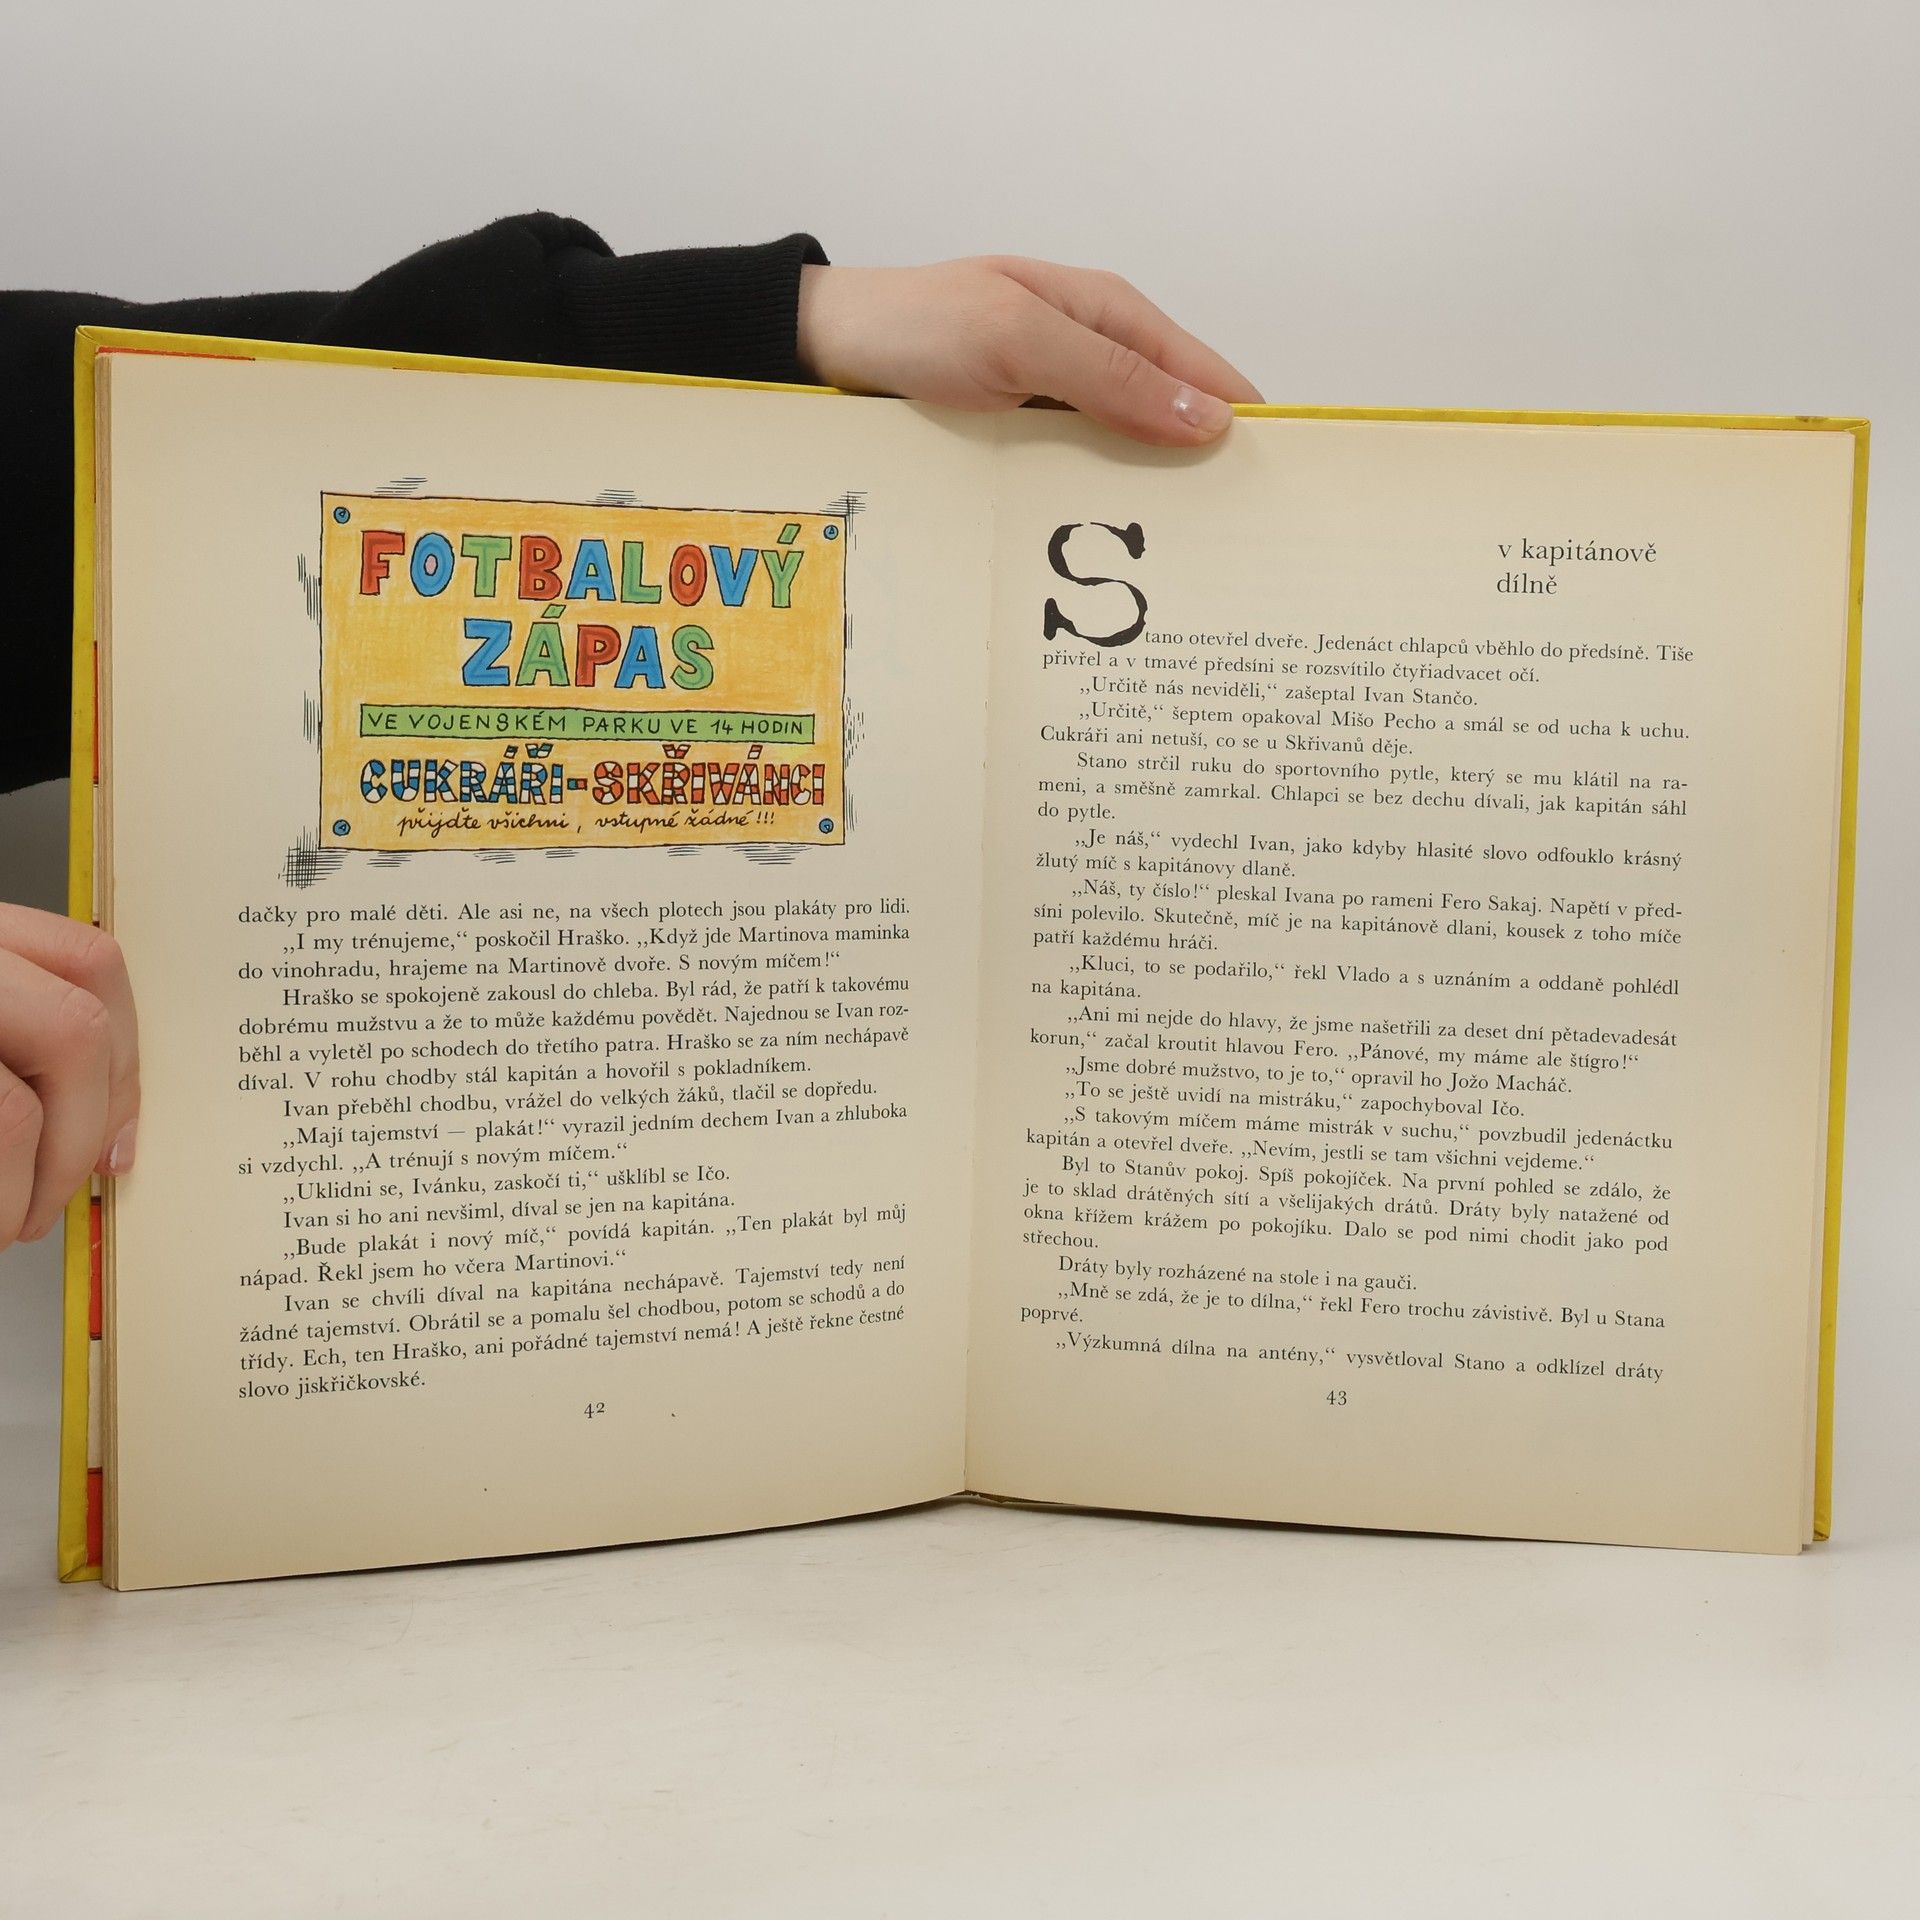 FOTBALOVÝ
ZÁPAS
VE VOJENSKÉM PARKU VE 14 HODIN
CUKRÁŘI-SKŘIVÁNCI
přijďte všichni, vstupné žádné!!!
dačky pro malé děti. Ale asi ne, na všech plotech jsou plakáty pro lidi.
,,I my trénujeme,“ poskočil Hraško. ,,Když jde Martinova maminka
do vinohradu, hrajeme na Martinově dvoře. S novým míčem!“
Hraško se spokojeně zakousl do chleba. Byl rád, že patří k takovému
dobrému mužstvu a že to může každému povědět. Najednou se Ivan roz-
běhl a vyletěl po schodech do třetího patra. Hraško se za ním nechápavě
díval. V rohu chodby stál kapitán a hovořil s pokladníkem.
Ivan přeběhl chodbu, vrážel do velkých žáků, tlačil se dopředu.
,,Mají tajemství — plakát!“ vyrazil jedním dechem Ivan a zhluboka
si vzdychl. ,,A trénují s novým míčem.“
,,Uklidni se, Ivánku, zaskočí ti,“ ušklíbl se Ičo.
Ivan si ho ani nevšiml, díval se jen na kapitána.
,,Bude plakát i nový míč,“ povídá kapitán. ,,Ten plakát byl můj
nápad. Řekl jsem ho včera Martinovi.“
Ivan se chvíli díval na kapitána nechápavě. Tajemství tedy není
žádné tajemství. Obrátil se a pomalu šel chodbou, potom se schodů a do
třídy. Ech, ten Hraško, ani pořádné tajemství nemá! A ještě řekne čestné
slovo jiskřičkovské.
42
v kapitánově
dílně
Stano otevřel dveře. Jedenáct chlapců vběhlo do předsíně. Tiše
přivřel a v tmavé předsíni se rozsvítilo čtyřiadvacet očí.
,,Určitě nás neviděli,“ zašeptal Ivan Stančo.
,,Určitě,“ šeptem opakoval Mišo Pecho a smál se od ucha k uchu.
Cukráři ani netuší, co se u Skřivanů děje.
Stano strčil ruku do sportovního pytle, který se mu klátil na ra-
meni, a směšně zamrkal. Chlapci se bez dechu dívali, jak kapitán sáhl
do pytle.
,,Je náš,“ vydechl Ivan, jako kdyby hlasité slovo odfouklo krásný
žlutý míč s kapitánovy dlaně.
,,Náš, ty číslo!“ pleskal Ivana po rameni Fero Sakaj. Napětí v před-
síni polevilo. Skutečně, míč je na kapitánově dlani, kousek z toho míče
patří každému hráči.
,,Kluci, to se podařilo,“ řekl Vlado a s uznáním a oddaně pohlédl
na kapitána.
,,Ani mi nejde do hlavy, že jsme našetřili za deset dní pětadevadesát
korun,“ začal kroutit hlavou Fero. ,,Pánové, my máme ale štígro!“
,,Jsme dobré mužstvo, to je to,“ opravil ho Jožo Macháč.
,,To se ještě uvidí na mistráku,“ zapochyboval Ičo.
,,S takovým míčem máme mistrák v suchu,“ povzbudil jedenáctku
kapitán a otevřel dveře. ,,Nevím, jestli se tam všichni vejdeme.“
Byl to Stanův pokoj. Spíš pokojíček. Na první pohled se zdálo, že
je to sklad drátěných sítí a všelijakých drátů. Dráty byly natažené od
okna křížem krážem po pokojíku. Dalo se pod nimi chodit jako pod
střechou.
Dráty byly rozházené na stole i na gauči.
,,Mně se zdá, že je to dílna,“ řekl Fero trochu závistivě. Byl u Stana
poprvé.
,,Výzkumná dílna na antény,“ vysvětloval Stano a odklízel dráty
43